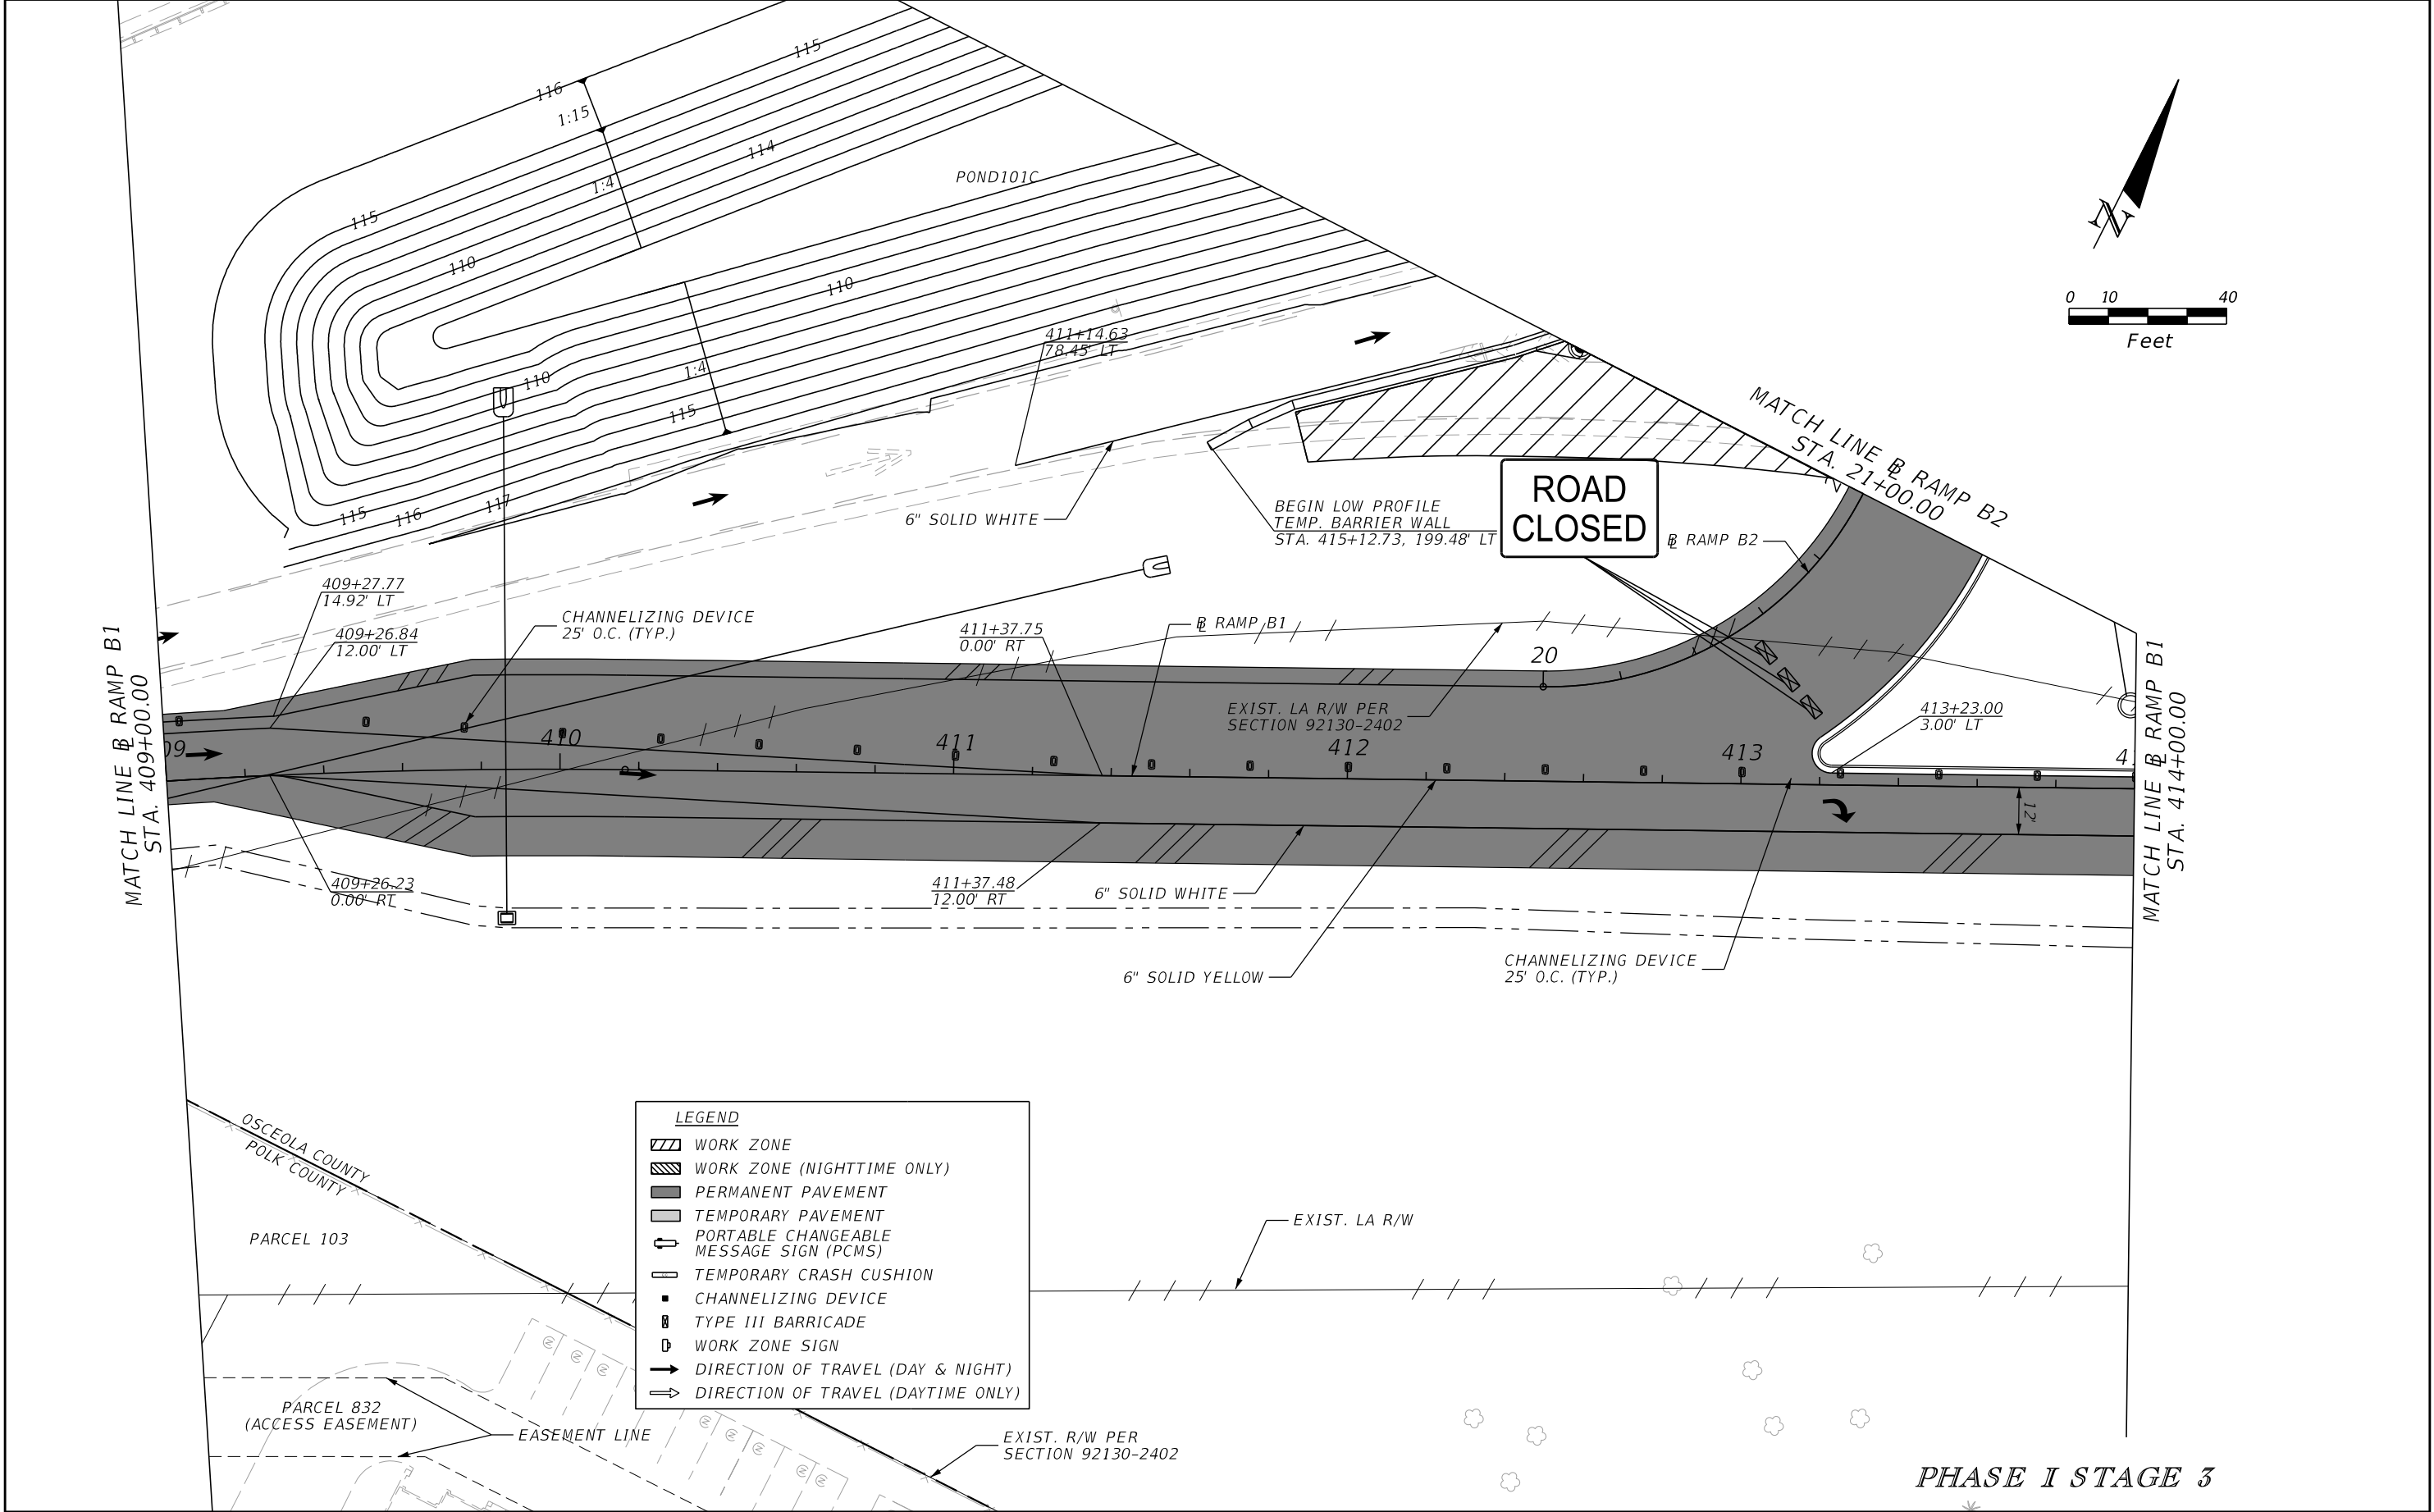 116
115
1:15
114
1:4
115
110
POND101C
110
110
1:4
115
115
116
117
411+14.63
78.45' LT
6" SOLID WHITE
BEGIN LOW PROFILE
TEMP. BARRIER WALL
STA. 415+12.73, 199.48' LT
ROAD
CLOSED
BL RAMP B2
MATCH LINE BL RAMP B2
STA. 21+00.00
N
0 10 40
Feet
MATCH LINE BL RAMP B1
STA. 409+00.00
409+27.77
14.92' LT
409+26.84
12.00' LT
CHANNELIZING DEVICE
25' O.C. (TYP.)
411+37.75
0.00' RT
BL RAMP B1
20
EXIST. LA R/W PER
SECTION 92130-2402
413+23.00
3.00' LT
09
410
411
412
413
41
12'
MATCH LINE BL RAMP B1
STA. 414+00.00
409+26.23
0.00' RT
411+37.48
12.00' RT
6" SOLID WHITE
6" SOLID YELLOW
CHANNELIZING DEVICE
25' O.C. (TYP.)
OSCEOLA COUNTY
POLK COUNTY
PARCEL 103
LEGEND
WORK ZONE
WORK ZONE (NIGHTTIME ONLY)
PERMANENT PAVEMENT
TEMPORARY PAVEMENT
PORTABLE CHANGEABLE
MESSAGE SIGN (PCMS)
TEMPORARY CRASH CUSHION
CHANNELIZING DEVICE
TYPE III BARRICADE
WORK ZONE SIGN
DIRECTION OF TRAVEL (DAY & NIGHT)
DIRECTION OF TRAVEL (DAYTIME ONLY)
EXIST. LA R/W
PARCEL 832
(ACCESS EASEMENT)
EASEMENT LINE
EXIST. R/W PER
SECTION 92130-2402
PHASE I STAGE 3